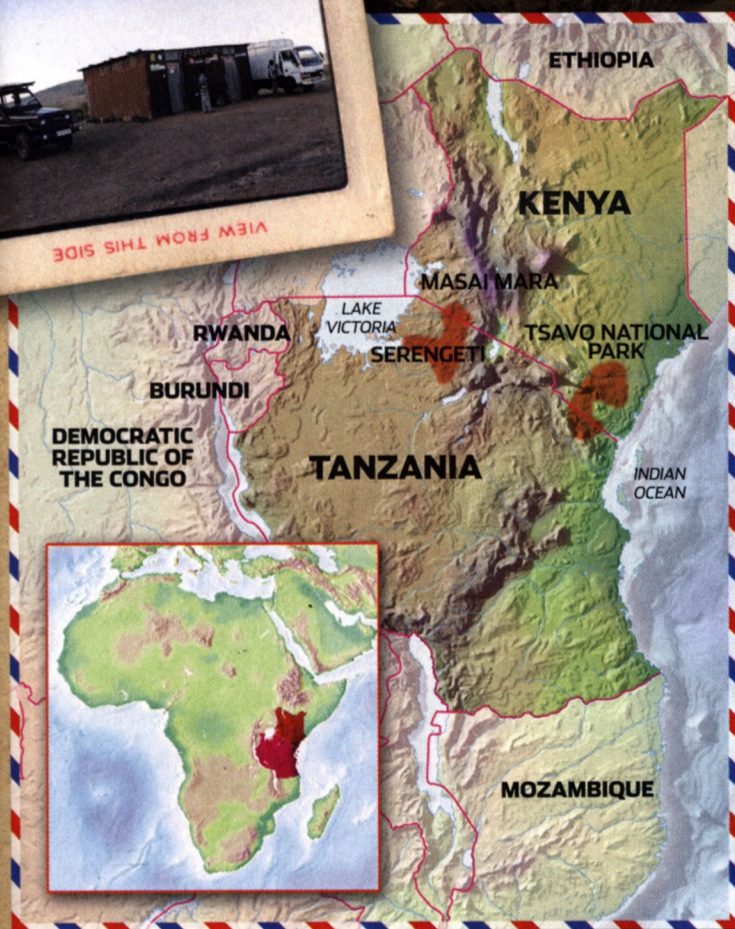 VIEW FROM THIS SIDE
ETHIOPIA
KENYA
MASAI MARA
LAKE
VICTORIA
RWANDA
SERENGETI
TSAVO NATIONAL
PARK
BURUNDI
DEMOCRATIC
REPUBLIC OF
THE CONGO
TANZANIA
INDIAN
OCEAN
MOZAMBIQUE